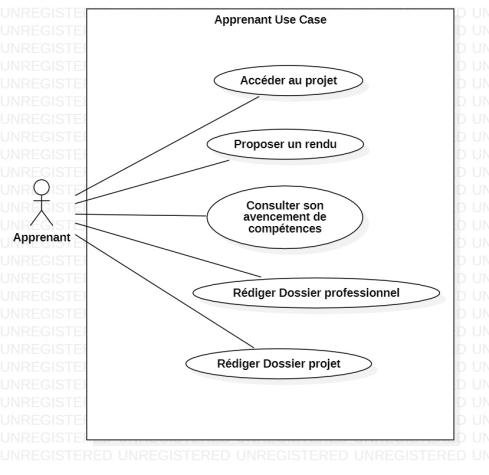 Apprenant Use Case
Accéder au projet
Proposer un rendu
Consulter son
avencement de
compétences
Apprenant
Rédiger Dossier professionnel
Rédiger Dossier projet
UNREGISTERED UNREGISTERED UNREGISTERED UNREGISTERED UN